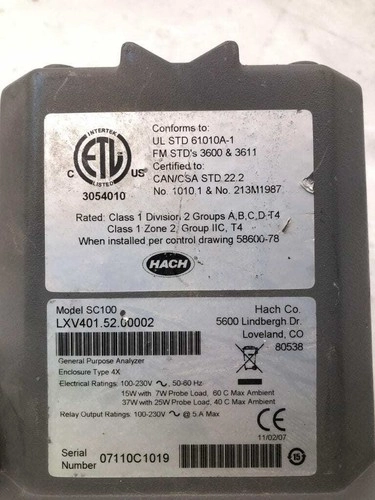 INTERTEK
C ETL US
LISTED
3054010
Conforms to:
UL STD 61010A-1
FM STD's 3600 & 3611
Certified to:
CAN/CSA STD 22.2
No. 1010.1 & No. 213M1987
Rated: Class 1 Division 2 Groups A,B,C,D T4
Class 1 Zone 2, Group IIC, T4
When installed per control drawing 58600-78
HACH
Model SC100
LXV401.52.00002
Hach Co.
5600 Lindbergh Dr.
Loveland, CO
80538
General Purpose Analyzer
Enclosure Type 4X
Electrical Ratings: 100-230V ~, 50-60 Hz
15W with 7W Probe Load, 60 C Max Ambient
37W with 25W Probe Load, 40 C Max Ambient
Relay Output Ratings: 100-230V ~ @ 5 A Max
CE
11/02/07
Serial
Number 07110C1019
15